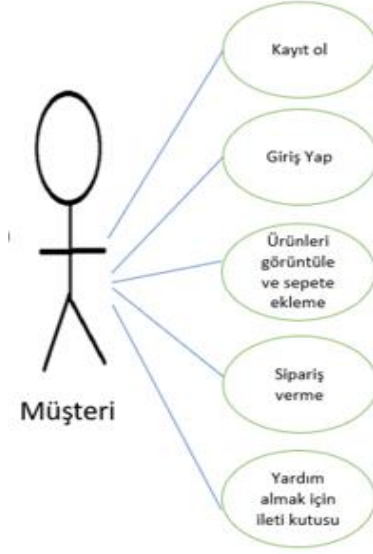 Kayıt ol
Giriş Yap
Ürünleri
görüntüle
ve sepete
ekleme
Sipariş
verme
Müşteri
Yardım
almak için
ileti kutusu